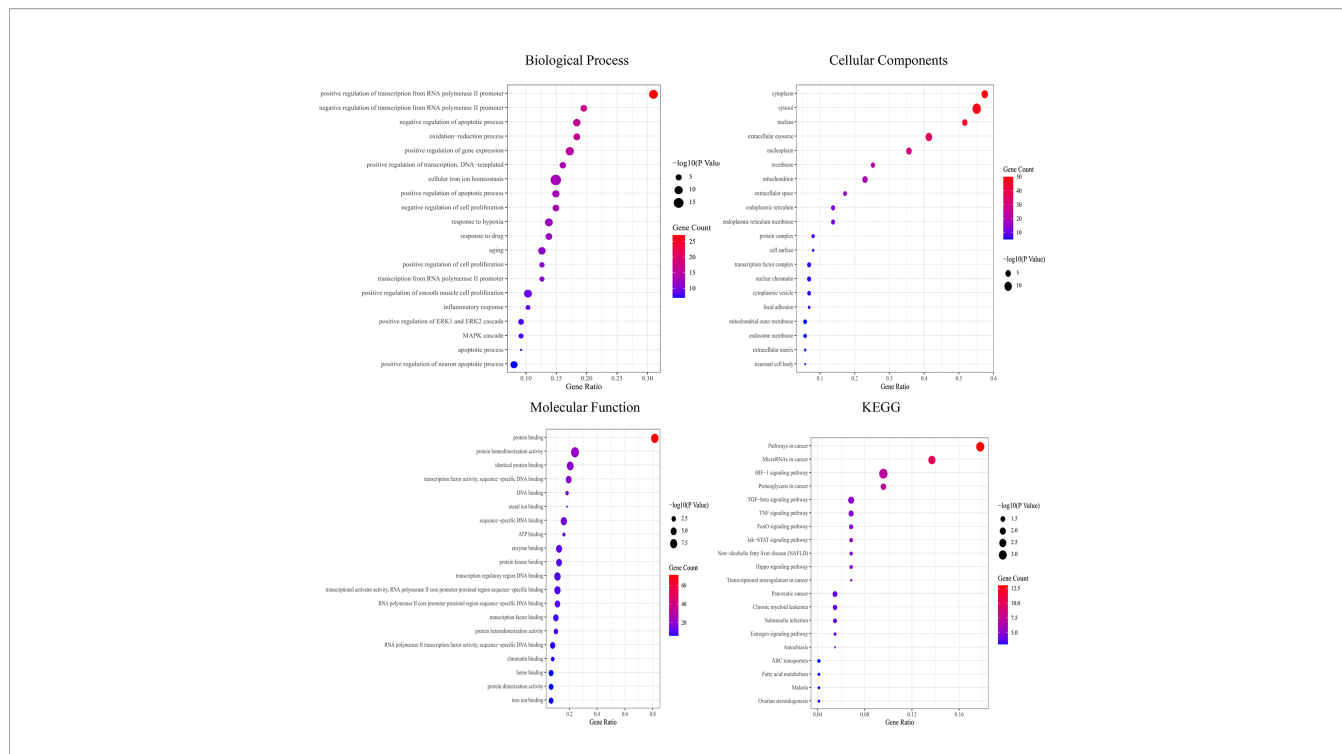 Biological Process
positive regulation of transcription from RNA polymerase II promoter
negative regulation of transcription from RNA polymerase II promoter
negative regulation of apoptotic process
oxidation-reduction process
positive regulation of gene expression
positive regulation of transcription, DNA-templated
cellular iron ion homeostasis
positive regulation of apoptotic process
negative regulation of cell proliferation
response to hypoxia
response to drug
aging
positive regulation of cell proliferation
transcription from RNA polymerase II promoter
positive regulation of smooth muscle cell proliferation
inflammatory response
positive regulation of ERK1 and ERK2 cascade
MAPK cascade
apoptotic process
positive regulation of neuron apoptotic process
0.10 0.15 0.20 0.25 0.30
Gene Ratio
−log10(P Valu
5
10
15
Gene Count
25
20
15
10
Cellular Components
cytoplasm
cytosol
nucleus
extracellular exosome
nucleoplasm
membrane
mitochondrion
extracellular space
endoplasmic reticulum
endoplasmic reticulum membrane
protein complex
cell surface
transcription factor complex
nuclear chromatin
cytoplasmic vesicle
focal adhesion
mitochondrial outer membrane
endosome membrane
extracellular matrix
neuronal cell body
0.1 0.2 0.3 0.4 0.5 0.6
Gene Ratio
Gene Count
50
40
30
20
10
−log10(P Value)
5
10
Molecular Function
protein binding
protein homodimerization activity
identical protein binding
transcription factor activity, sequence-specific DNA binding
DNA binding
metal ion binding
sequence-specific DNA binding
ATP binding
enzyme binding
protein kinase binding
transcription regulatory region DNA binding
transcriptional activator activity, RNA polymerase II core promoter proximal region sequence-specific binding
RNA polymerase II core promoter proximal region sequence-specific DNA binding
transcription factor binding
protein heterodimerization activity
RNA polymerase II transcription factor activity, sequence-specific DNA binding
chromatin binding
heme binding
protein dimerization activity
iron ion binding
0.2 0.4 0.6 0.8
Gene Ratio
−log10(P Value)
2.5
5.0
7.5
Gene Count
60
40
20
KEGG
Pathways in cancer
MicroRNAs in cancer
HIF-1 signaling pathway
Proteoglycans in cancer
TGF-beta signaling pathway
TNF signaling pathway
FoxO signaling pathway
Jak-STAT signaling pathway
Non-alcoholic fatty liver disease (NAFLD)
Hippo signaling pathway
Transcriptional misregulation in cancer
Pancreatic cancer
Chronic myeloid leukemia
Salmonella infection
Estrogen signaling pathway
Amoebiasis
ABC transporters
Fatty acid metabolism
Malaria
Ovarian steroidogenesis
0.04 0.08 0.12 0.16
Gene Ratio
−log10(P Value)
1.5
2.0
2.5
3.0
Gene Count
12.5
10.0
7.5
5.0